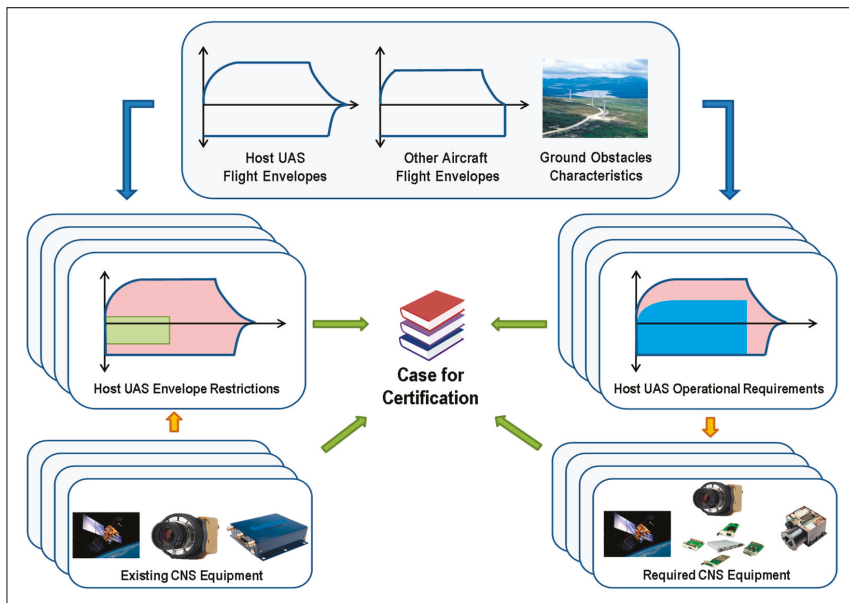 Host UAS
Flight Envelopes
Other Aircraft
Flight Envelopes
Ground Obstacles
Characteristics
Host UAS Envelope Restrictions
Case for
Certification
Host UAS Operational Requirements
Existing CNS Equipment
Required CNS Equipment